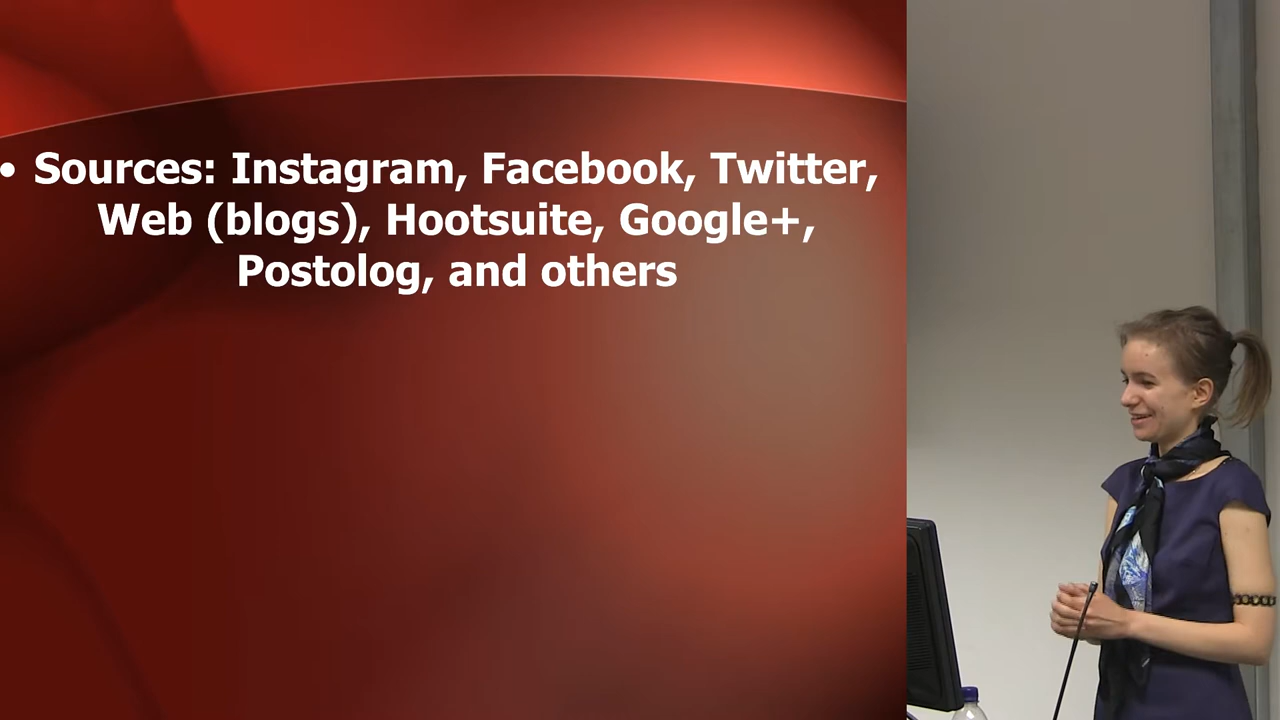 • Sources: Instagram, Facebook, Twitter,
Web (blogs), Hootsuite, Google+,
Postolog, and others